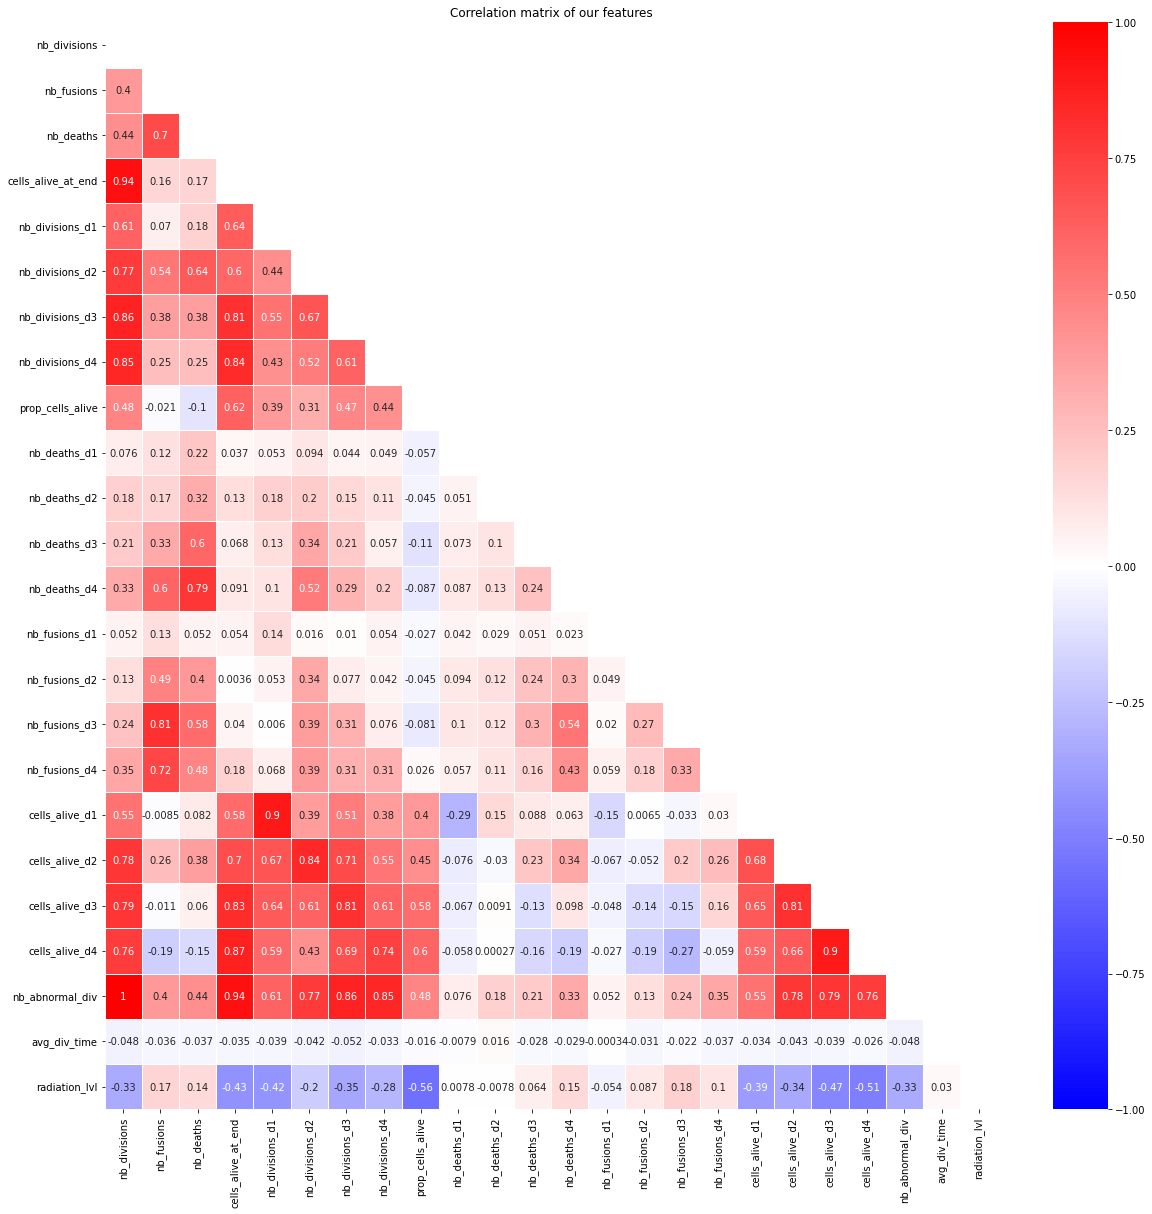 Correlation matrix of our features
nb_divisions
nb_fusions 0.4
nb_deaths 0.44 0.7
cells_alive_at_end 0.94 0.16 0.17
nb_divisions_d1 0.61 0.07 0.18 0.64
nb_divisions_d2 0.77 0.54 0.64 0.6 0.44
nb_divisions_d3 0.86 0.38 0.38 0.81 0.55 0.67
nb_divisions_d4 0.85 0.25 0.25 0.84 0.43 0.52 0.61
prop_cells_alive 0.48 -0.021 -0.1 0.62 0.39 0.31 0.47 0.44
nb_deaths_d1 0.076 0.12 0.22 0.037 0.053 0.094 0.044 0.049 -0.057
nb_deaths_d2 0.18 0.17 0.32 0.13 0.18 0.2 0.15 0.11 -0.045 0.051
nb_deaths_d3 0.21 0.33 0.6 0.068 0.13 0.34 0.21 0.057 -0.11 0.073 0.1
nb_deaths_d4 0.33 0.6 0.79 0.091 0.1 0.52 0.29 0.2 -0.087 0.087 0.13 0.24
nb_fusions_d1 0.052 0.13 0.052 0.054 0.14 0.016 0.01 0.054 -0.027 0.042 0.029 0.051 0.023
nb_fusions_d2 0.13 0.49 0.4 0.0036 0.053 0.34 0.077 0.042 -0.045 0.094 0.12 0.24 0.3 0.049
nb_fusions_d3 0.24 0.81 0.58 0.04 0.006 0.39 0.31 0.076 -0.081 0.1 0.12 0.3 0.54 0.02 0.27
nb_fusions_d4 0.35 0.72 0.48 0.18 0.068 0.39 0.31 0.31 0.026 0.057 0.11 0.16 0.43 0.059 0.18 0.33
cells_alive_d1 0.55 -0.0085 0.082 0.58 0.9 0.39 0.51 0.38 0.4 -0.29 0.15 0.088 0.063 -0.15 0.0065 -0.033 0.03
cells_alive_d2 0.78 0.26 0.38 0.7 0.67 0.84 0.71 0.55 0.45 -0.076 -0.03 0.23 0.34 -0.067 -0.052 0.2 0.26 0.68
cells_alive_d3 0.79 -0.011 0.06 0.83 0.64 0.61 0.81 0.61 0.58 -0.067 0.0091 -0.13 0.098 -0.048 -0.14 -0.15 0.16 0.65 0.81
cells_alive_d4 0.76 -0.19 -0.15 0.87 0.59 0.43 0.69 0.74 0.6 -0.058 0.00027 -0.16 -0.19 -0.027 -0.19 -0.27 -0.059 0.59 0.66 0.9
nb_abnormal_div 1 0.4 0.44 0.94 0.61 0.77 0.86 0.85 0.48 0.076 0.18 0.21 0.33 0.052 0.13 0.24 0.35 0.55 0.78 0.79 0.76
avg_div_time -0.048 -0.036 -0.037 -0.035 -0.039 -0.042 -0.052 -0.033 -0.016 -0.0079 0.016 -0.028 -0.029 -0.00034 -0.031 -0.022 -0.037 -0.034 -0.043 -0.039 -0.026 -0.048
radiation_lvl -0.33 0.17 0.14 -0.43 -0.42 -0.2 -0.35 -0.28 -0.56 0.0078 -0.0078 0.064 0.15 -0.054 0.087 0.18 0.1 -0.39 -0.34 -0.47 -0.51 -0.33 0.03
nb_divisions
nb_fusions
nb_deaths
cells_alive_at_end
nb_divisions_d1
nb_divisions_d2
nb_divisions_d3
nb_divisions_d4
prop_cells_alive
nb_deaths_d1
nb_deaths_d2
nb_deaths_d3
nb_deaths_d4
nb_fusions_d1
nb_fusions_d2
nb_fusions_d3
nb_fusions_d4
cells_alive_d1
cells_alive_d2
cells_alive_d3
cells_alive_d4
nb_abnormal_div
avg_div_time
radiation_lvl
1.00
0.75
0.50
0.25
0.00
-0.25
-0.50
-0.75
-1.00